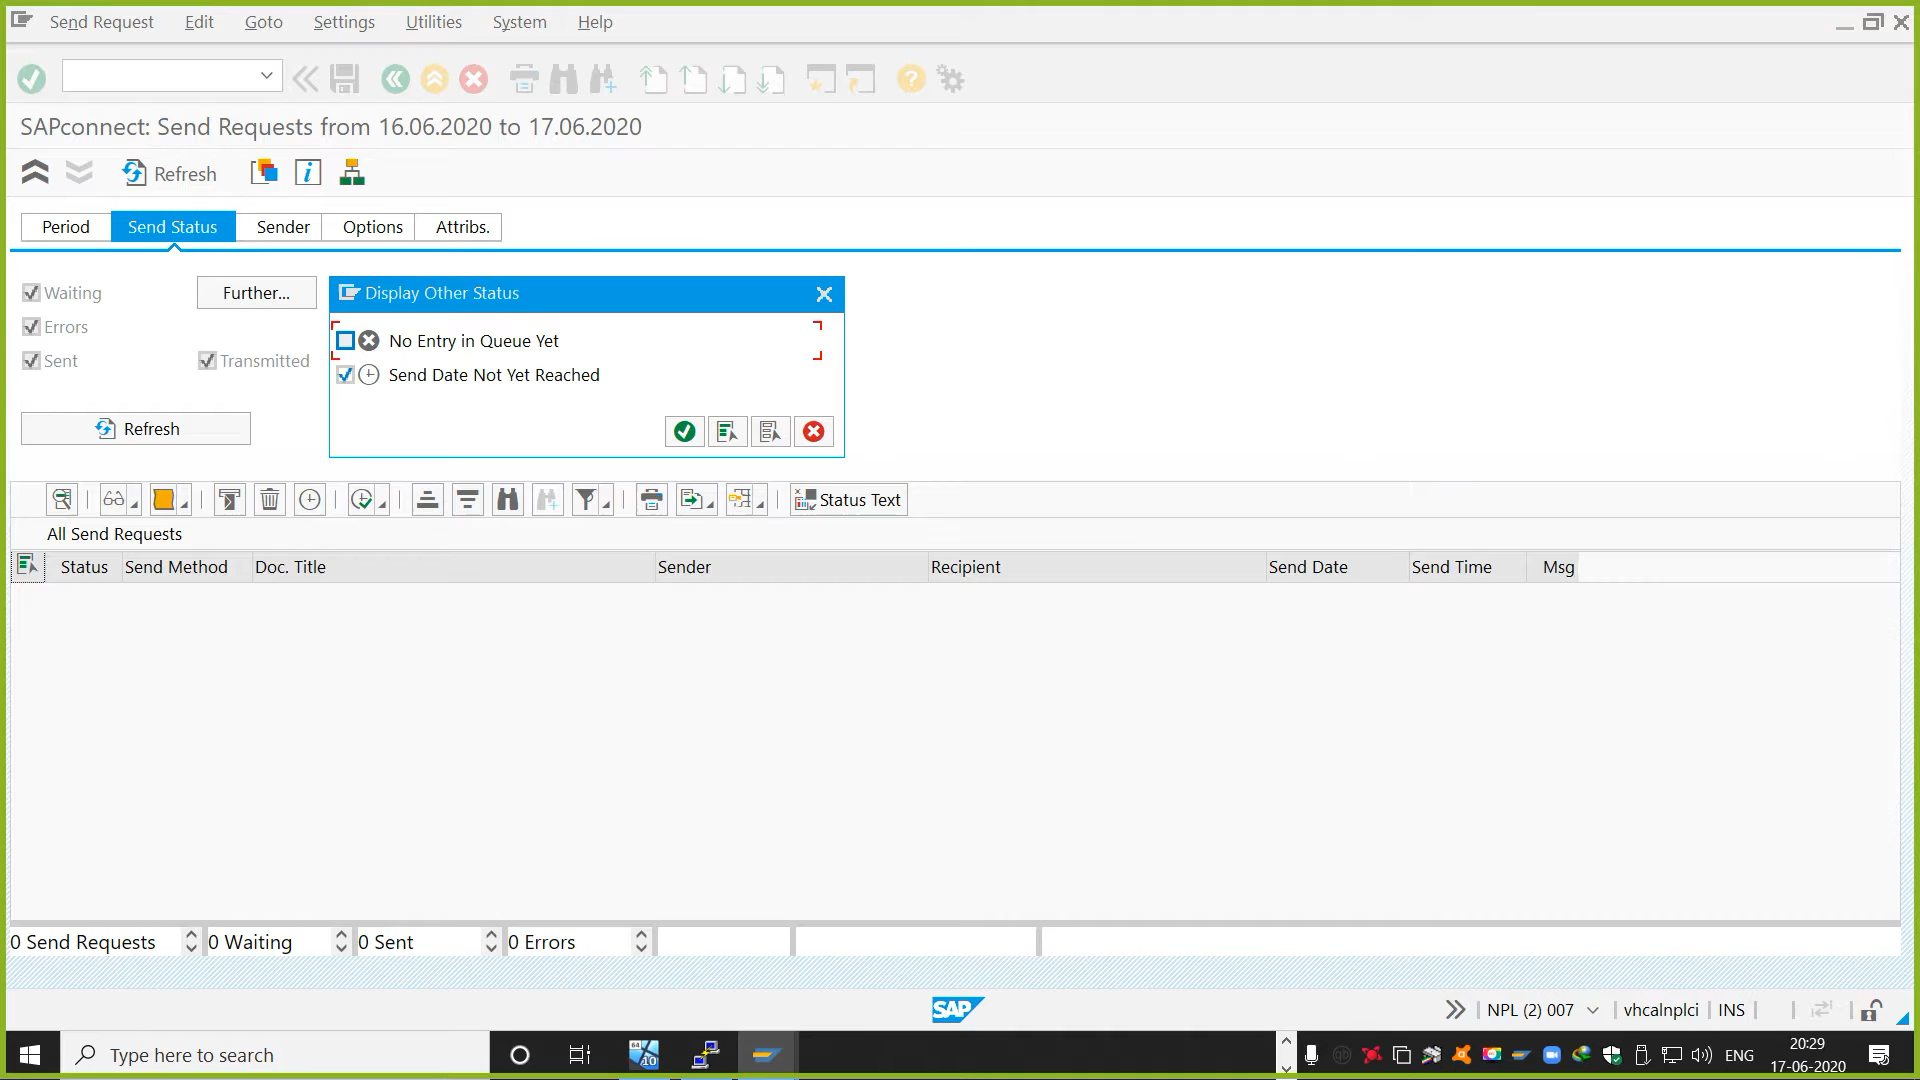 Send Request Edit Goto Settings Utilities System Help
SAPconnect: Send Requests from 16.06.2020 to 17.06.2020
Refresh
Period Send Status Sender Options Attribs.
Waiting Further...
Errors
Sent Transmitted
Refresh
Display Other Status
No Entry in Queue Yet
Send Date Not Yet Reached
Status Text
All Send Requests
Status Send Method Doc. Title Sender Recipient Send Date Send Time Msg
0 Send Requests 0 Waiting 0 Sent 0 Errors
SAP NPL (2) 007 vhcalnplci INS
Type here to search
64
10
ENG
20:29
17-06-2020